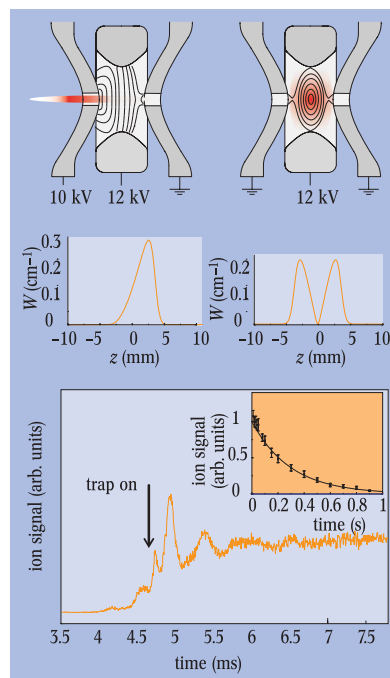 10 kV 12 kV
12 kV
W (cm–1)
0.3
0.2
0.1
0
–10 –5 0 5 10
z (mm)
W (cm–1)
0.2
0.1
0
–10 –5 0 5 10
z (mm)
ion signal (arb. units)
trap on
3.5 4 4.5 5 5.5 6 6.5 7 7.5
time (ms)
ion signal
(arb. units)
1
0.5
0
0 0.2 0.4 0.6 0.8 1
time (s)